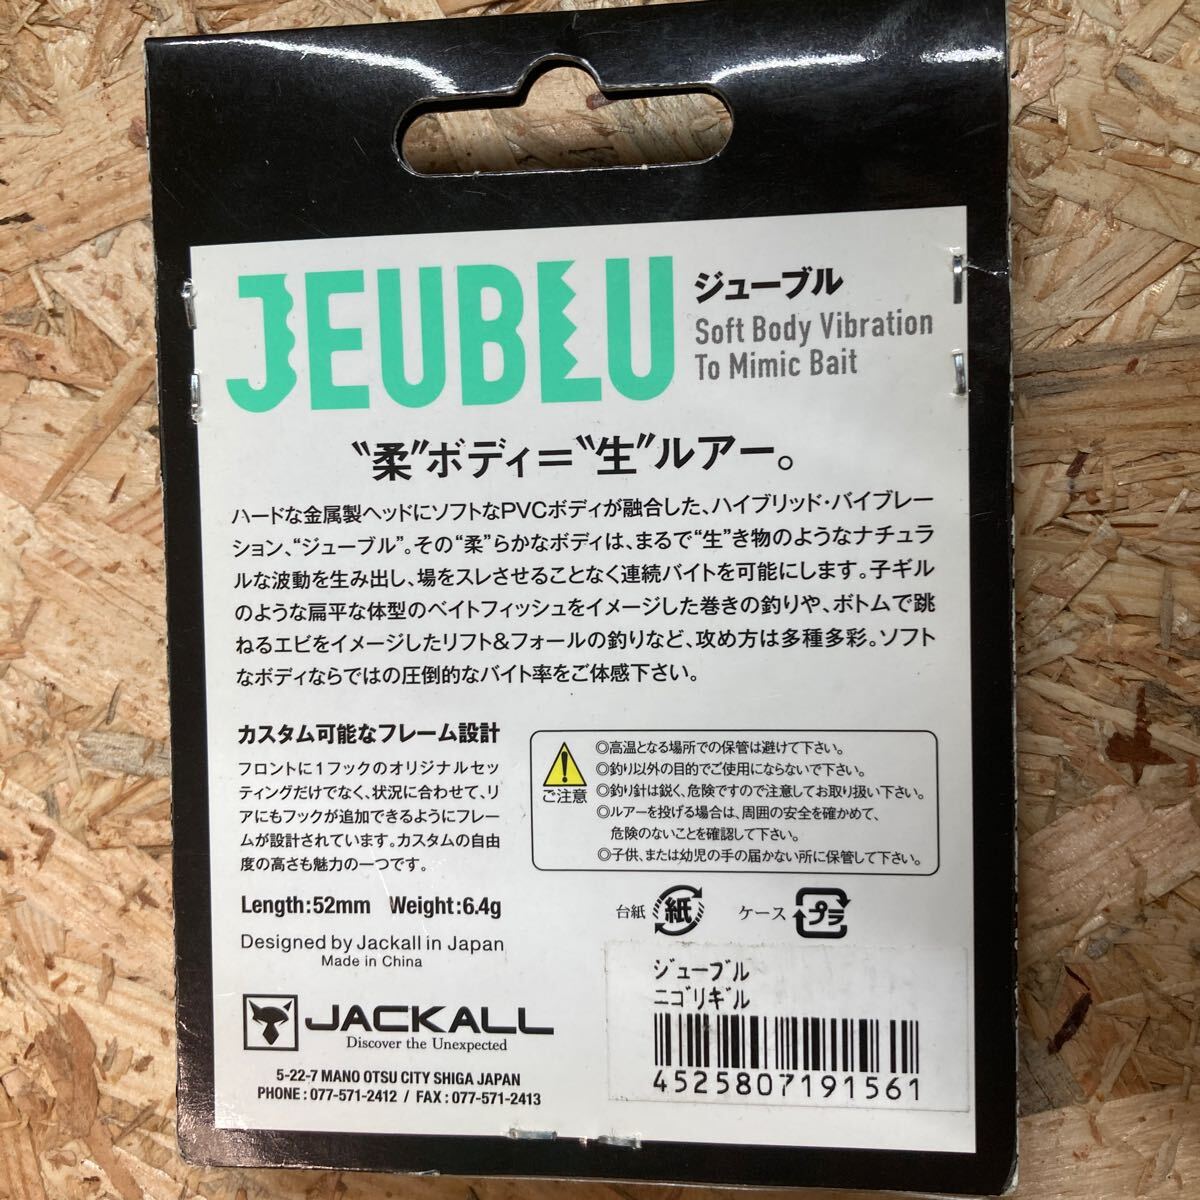 JEUBLU
ジューブル
Soft Body Vibration
To Mimic Bait
“柔”ボディ＝“生”ルアー。
ハードな金属製ヘッドにソフトなPVCボディが融合した、ハイブリッド・バイブレー
ション、“ジューブル”。その“柔”らかなボディは、まるで“生”き物のようなナチュラ
ルな波動を生み出し、場をスレさせることなく連続バイトを可能にします。子ギル
のような扁平な体型のベイトフィッシュをイメージした巻きの釣りや、ボトムで跳
ねるエビをイメージしたリフト&フォールの釣りなど、攻め方は多種多彩。ソフト
なボディならではの圧倒的なバイト率をご体感下さい。
カスタム可能なフレーム設計
フロントに1フックのオリジナルセッ
ティングだけでなく、状況に合わせて、リ
アにもフックが追加できるようにフレー
ムが設計されています。カスタムの自由
度の高さも魅力の一つです。
Length:52mm Weight:6.4g
Designed by Jackall in Japan
Made in China
JACKALL
Discover the Unexpected
5-22-7 MANO OTSU CITY SHIGA JAPAN
PHONE : 077-571-2412 / FAX : 077-571-2413
ご注意
◎高温となる場所での保管は避けて下さい。
◎釣り以外の目的でご使用にならないで下さい。
◎釣り針は鋭く、危険ですので注意してお取り扱い下さい。
◎ルアーを投げる場合は、周囲の安全を確かめて、
危険のないことを確認して下さい。
◎子供、または幼児の手の届かない所に保管して下さい。
台紙 紙 ケース プラ
ジューブル
ニゴリギル
4525807191561